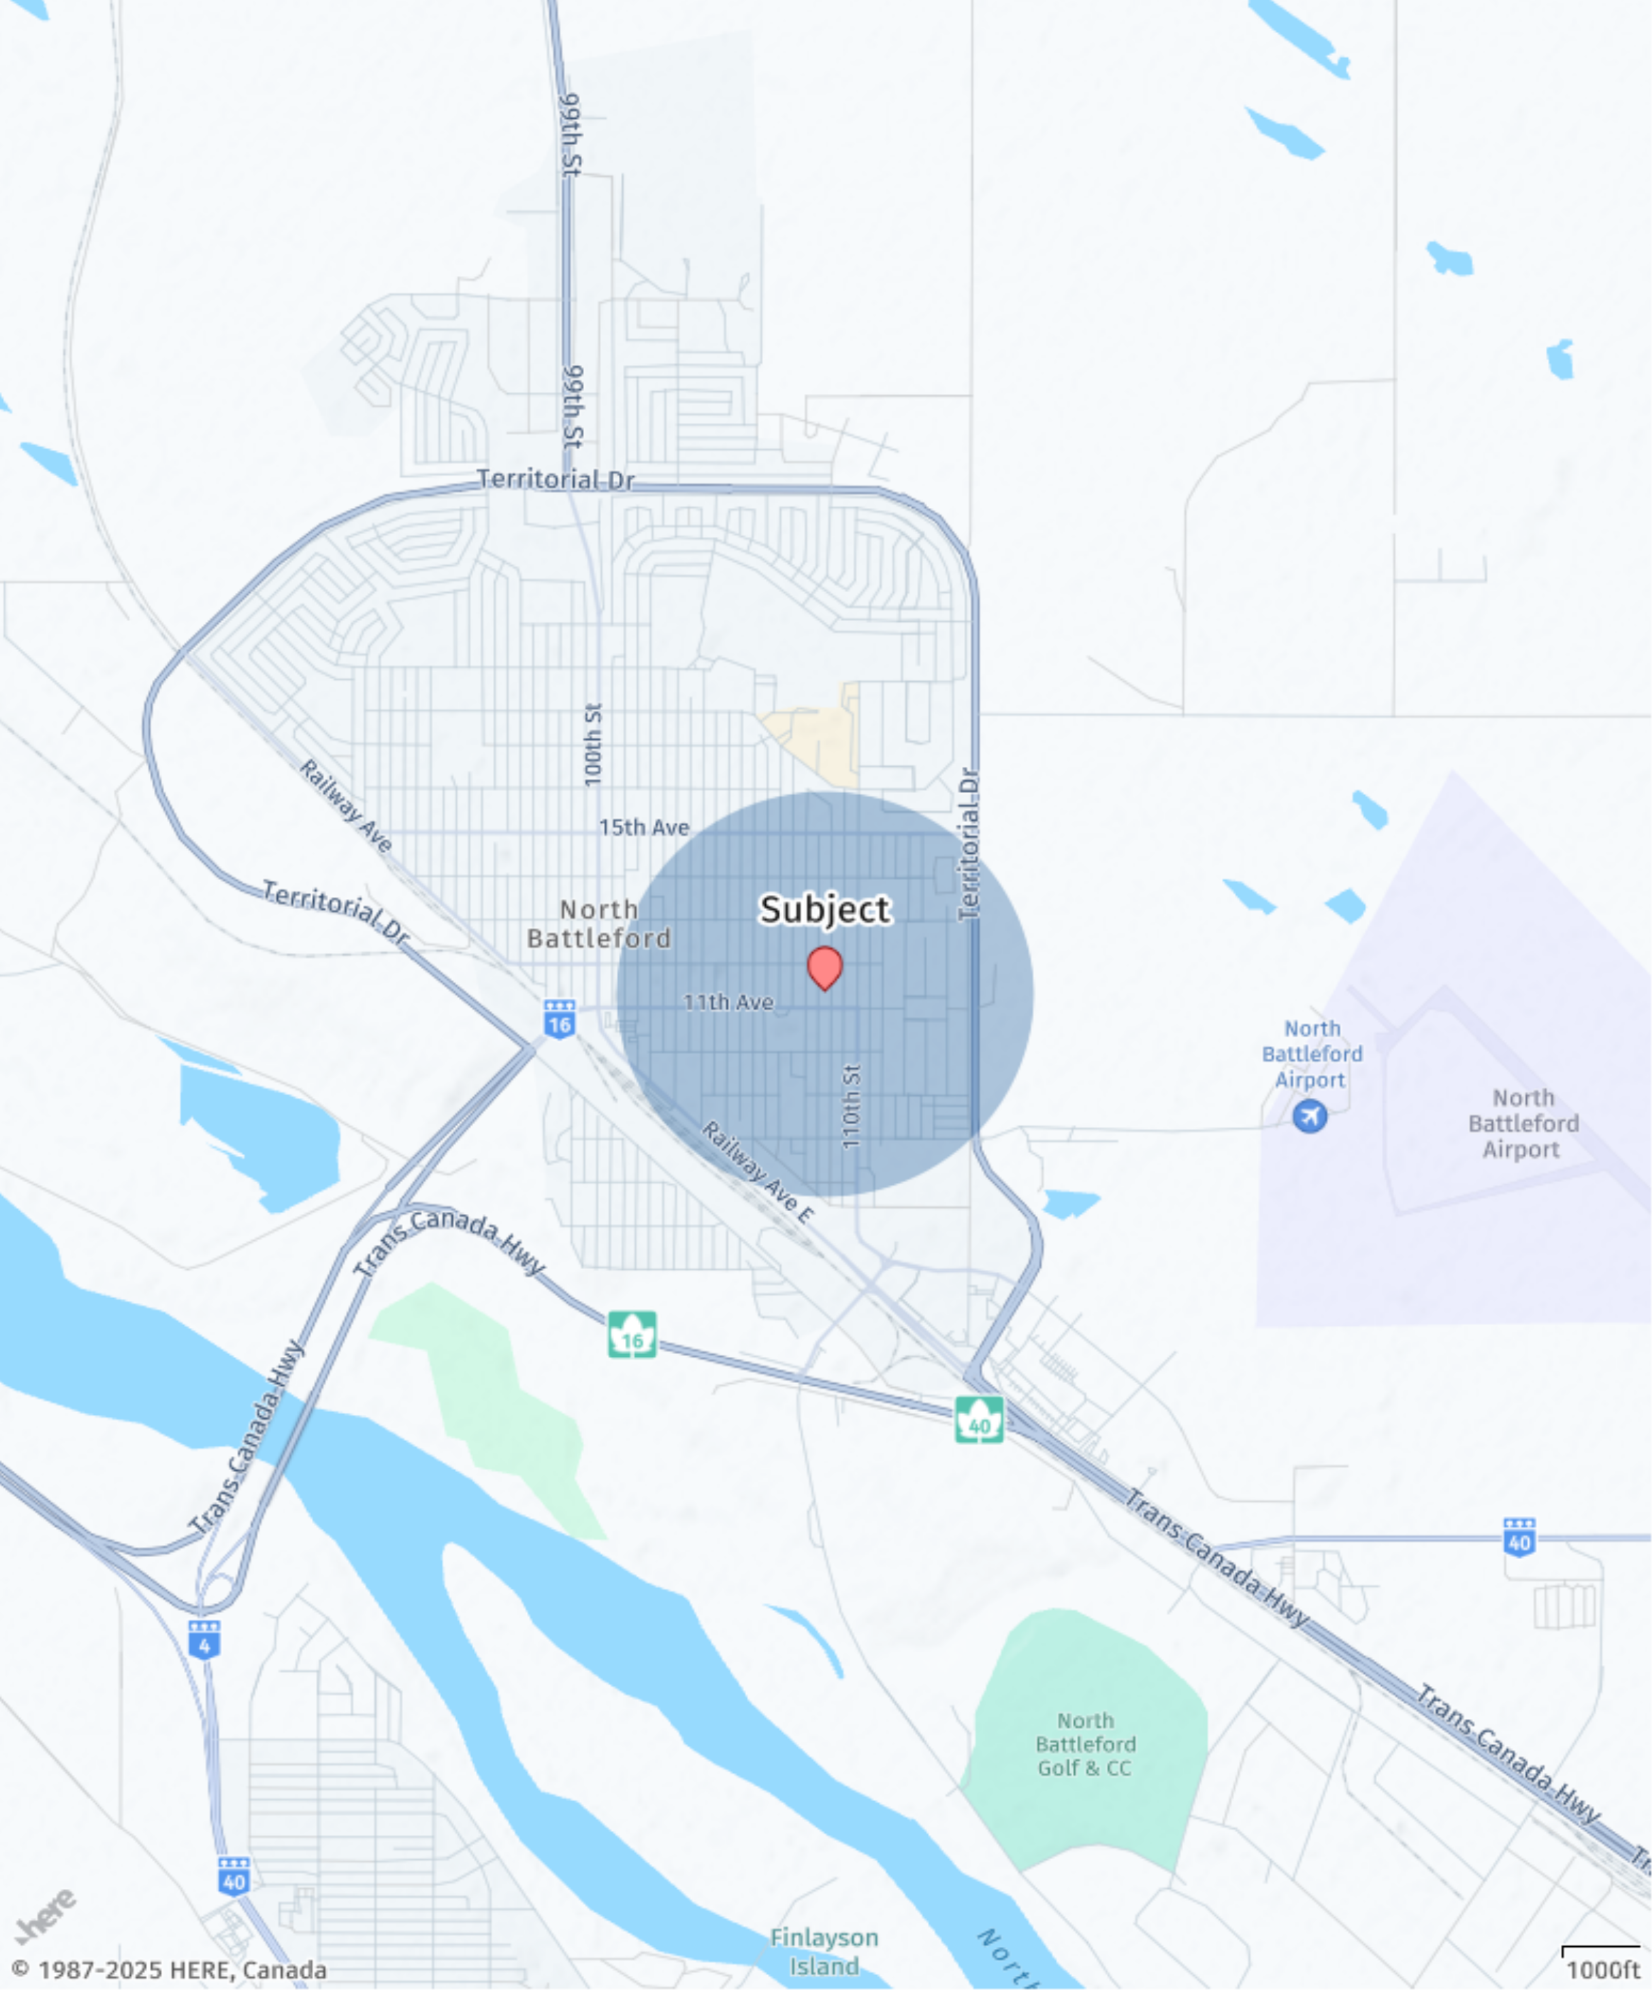 99th St
99th St
Territorial Dr
100th St
Railway Ave
15th Ave
Territorial Dr
Territorial Dr
North
Battleford
Subject
11th Ave
16
110th St
Railway Ave E
North
Battleford
Airport
North
Battleford
Airport
Trans Canada Hwy
Trans Canada Hwy
16
40
Trans Canada Hwy
40
4
Trans Canada Hwy
North
Battleford
Golf & CC
40
Finlayson
Island
North
here
© 1987-2025 HERE, Canada
1000ft